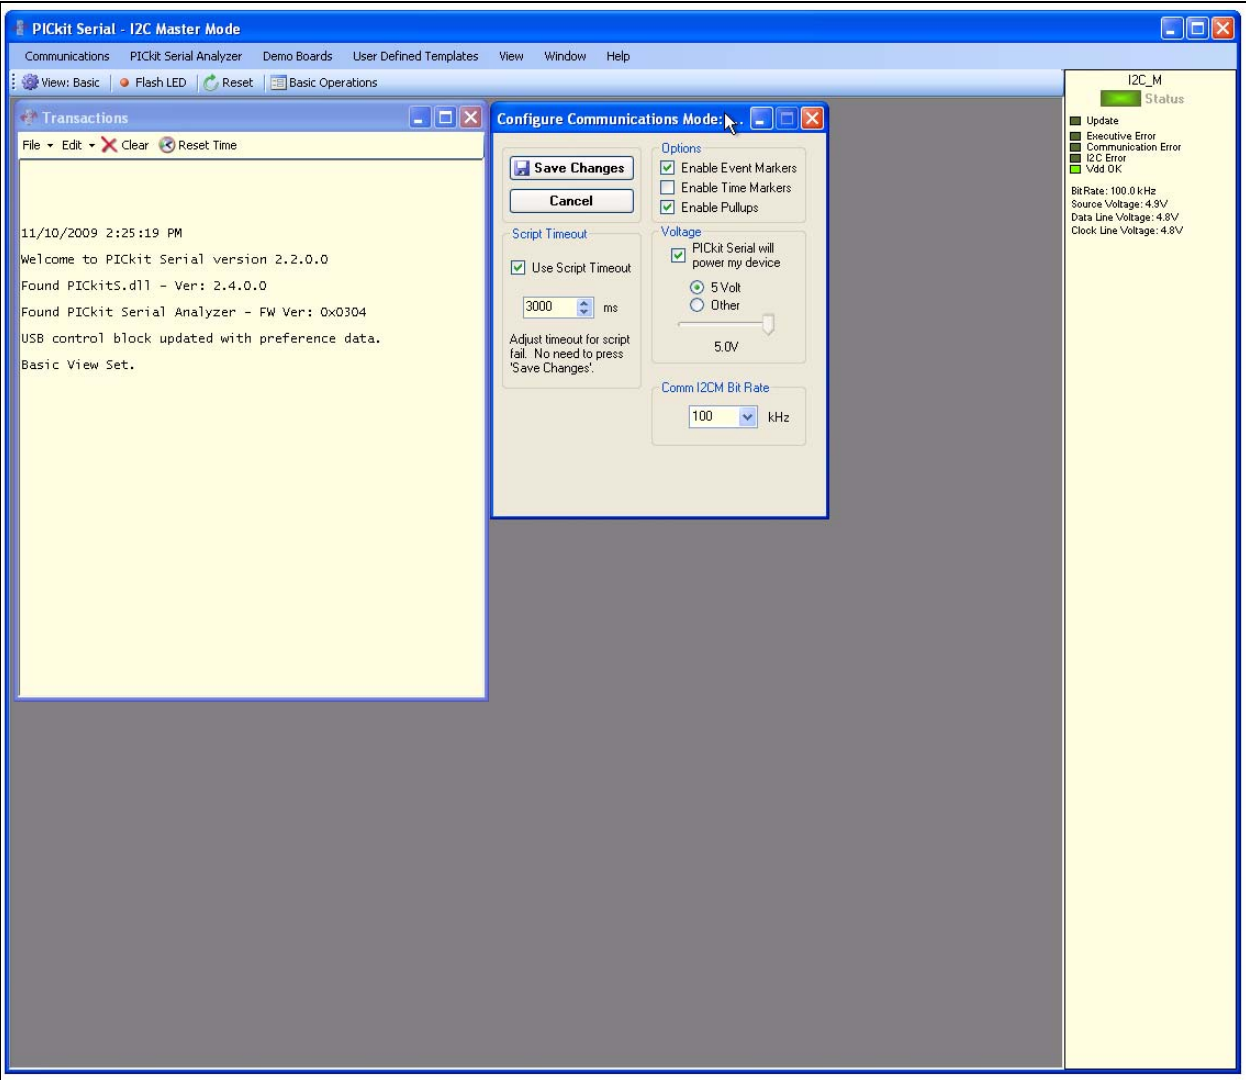 PICkit Serial - I2C Master Mode
Communications PICkit Serial Analyzer Demo Boards User Defined Templates View Window Help
View: Basic Flash LED Reset Basic Operations
Transactions
File Edit Clear Reset Time
11/10/2009 2:25:19 PM
Welcome to PICkit Serial version 2.2.0.0
Found PICkitS.dll - Ver: 2.4.0.0
Found PICkit Serial Analyzer - FW Ver: 0x0304
USB control block updated with preference data.
Basic View Set.
Configure Communications Mode: ...
Save Changes
Cancel
Options
Enable Event Markers
Enable Time Markers
Enable Pullups
Script Timeout
Use Script Timeout
3000 ms
Adjust timeout for script
fail. No need to press
'Save Changes'.
Voltage
PICkit Serial will
power my device
5 Volt
Other
5.0V
Comm I2CM Bit Rate
100 kHz
I2C_M
Status
Update
Executive Error
Communication Error
I2C Error
Vdd OK
BitRate: 100.0 kHz
Source Voltage: 4.9V
Data Line Voltage: 4.8V
Clock Line Voltage: 4.8V